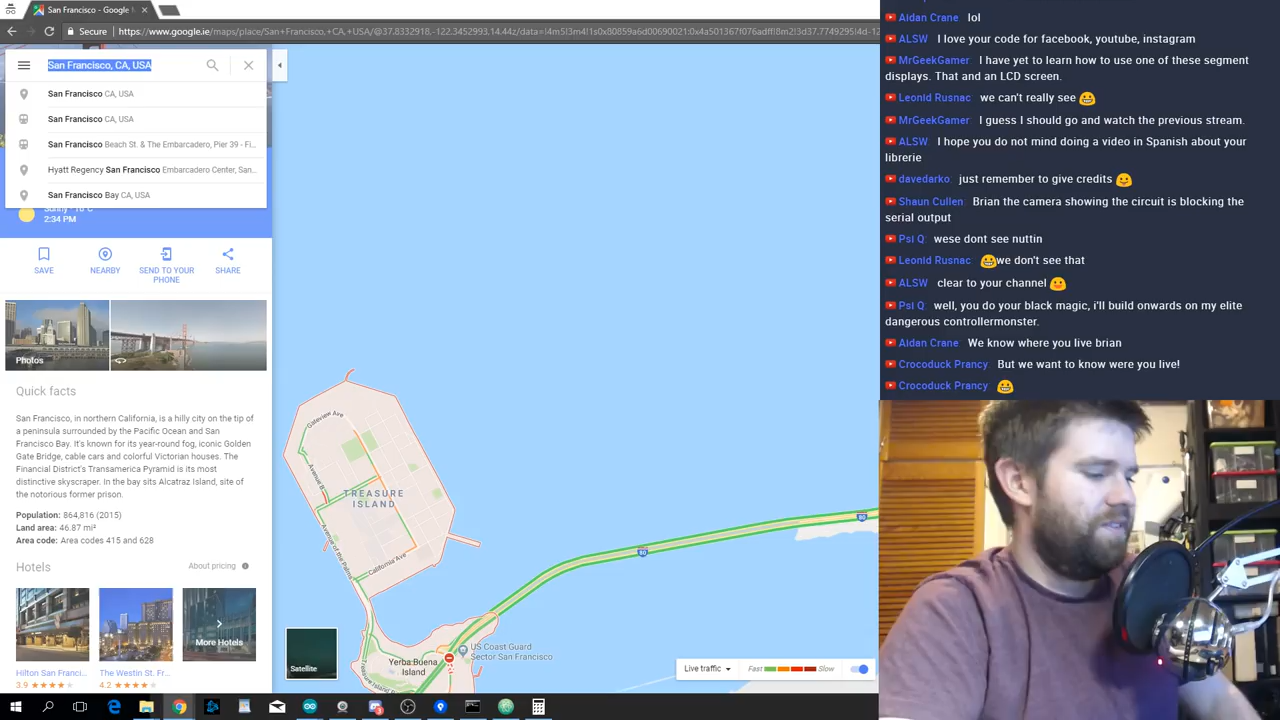 San Francisco - Google M
Secure
https://www.google.ie/maps/place/San+Francisco,+CA,+USA/@37.8332918,-122.3452993,14.44z/data=
San Francisco, CA, USA
San Francisco CA, USA
San Francisco CA, USA
San Francisco Beach St. & The Embarcadero, Pier 39 - Fi...
Hyatt Regency San Francisco Embarcadero Center, San...
San Francisco Bay CA, USA
2:34 PM
SAVE
NEARBY
SEND TO YOUR
PHONE
SHARE
Photos
Quick facts
San Francisco, in northern California, is a hilly city on the tip of
a peninsula surrounded by the Pacific Ocean and San
Francisco Bay. It's known for its year-round fog, iconic Golden
Gate Bridge, cable cars and colorful Victorian houses. The
Financial District's Transamerica Pyramid is its most
distinctive skyscraper. In the bay sits Alcatraz Island, site of
the notorious former prison.
Population: 864,816 (2015)
Land area: 46.87 mi²
Area code: Area codes 415 and 628
Hotels
About pricing
More Hotels
Hilton San Franci...
3.9
The Westin St. Fr...
4.2
Gateview Ave
TREASURE
ISLAND
California Ave
80
80
Yerba Buena
Island
US Coast Guard
Sector San Francisco
Satellite
Live traffic
Fast
Slow
Aidan Crane lol
ALSW I love your code for facebook, youtube, instagram
MrGeekGamer I have yet to learn how to use one of these segment
displays. That and an LCD screen.
Leonid Rusnac we can't really see
MrGeekGamer I guess I should go and watch the previous stream.
ALSW I hope you do not mind doing a video in Spanish about your
librerie
davedarko just remember to give credits
Shaun Cullen Brian the camera showing the circuit is blocking the
serial output
Psi Q wese dont see nuttin
Leonid Rusnac we don't see that
ALSW clear to your channel
Psi Q well, you do your black magic, i'll build onwards on my elite
dangerous controllermonster.
Aidan Crane We know where you live brian
Crocoduck Prancy But we want to know were you live!
Crocoduck Prancy